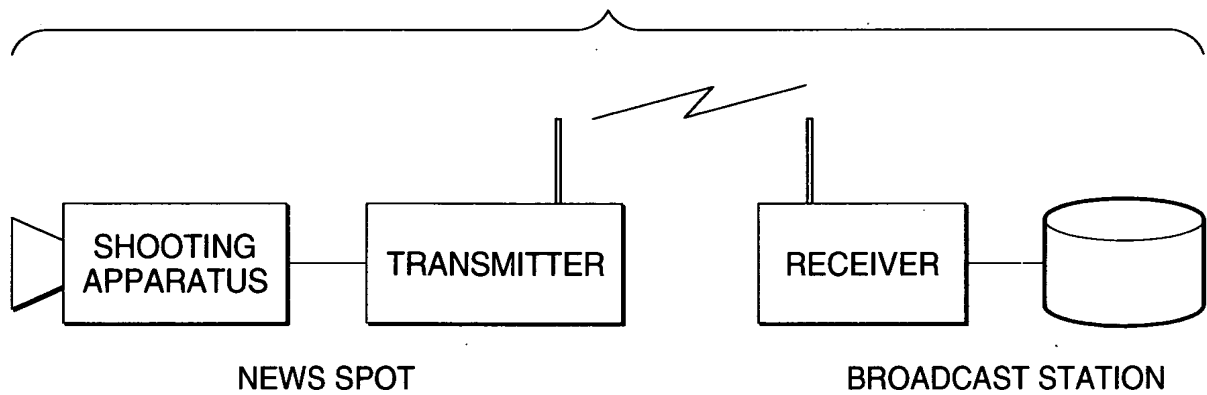 SHOOTING
APPARATUS
TRANSMITTER
RECEIVER
NEWS SPOT
BROADCAST STATION